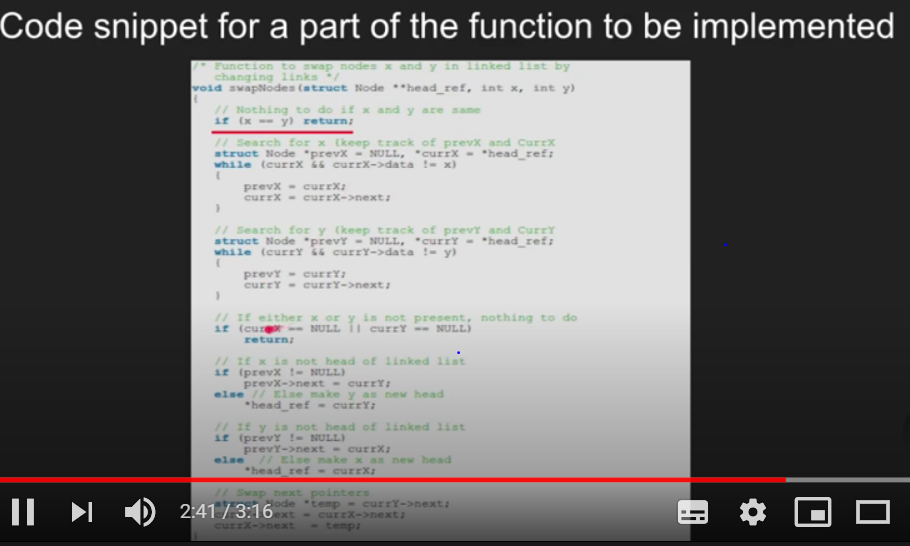 Code snippet for a part of the function to be implemented
/* Function to swap nodes x and y in linked list by
changing links */
void swapNodes(struct Node **head_ref, int x, int y)
{
// Nothing to do if x and y are same
if (x == y) return;
// Search for x (keep track of prevX and CurrX
struct Node *prevX = NULL, *currX = *head_ref;
while (currX && currX->data != x)
{
prevX = currX;
currX = currX->next;
}
// Search for y (keep track of prevY and CurrY
struct Node *prevY = NULL, *currY = *head_ref;
while (currY && currY->data != y)
{
prevY = currY;
currY = currY->next;
}
// If either x or y is not present, nothing to do
if (currX == NULL || currY == NULL)
return;
// If x is not head of linked list
if (prevX != NULL)
prevX->next = currY;
else // Else make y as new head
*head_ref = currY;
// If y is not head of linked list
if (prevY != NULL)
prevY->next = currX;
else // Else make x as new head
*head_ref = currX;
// Swap next pointers
struct Node *temp = currY->next;
next = currX->next;
currX->next = temp;
}
2:41 / 3:16